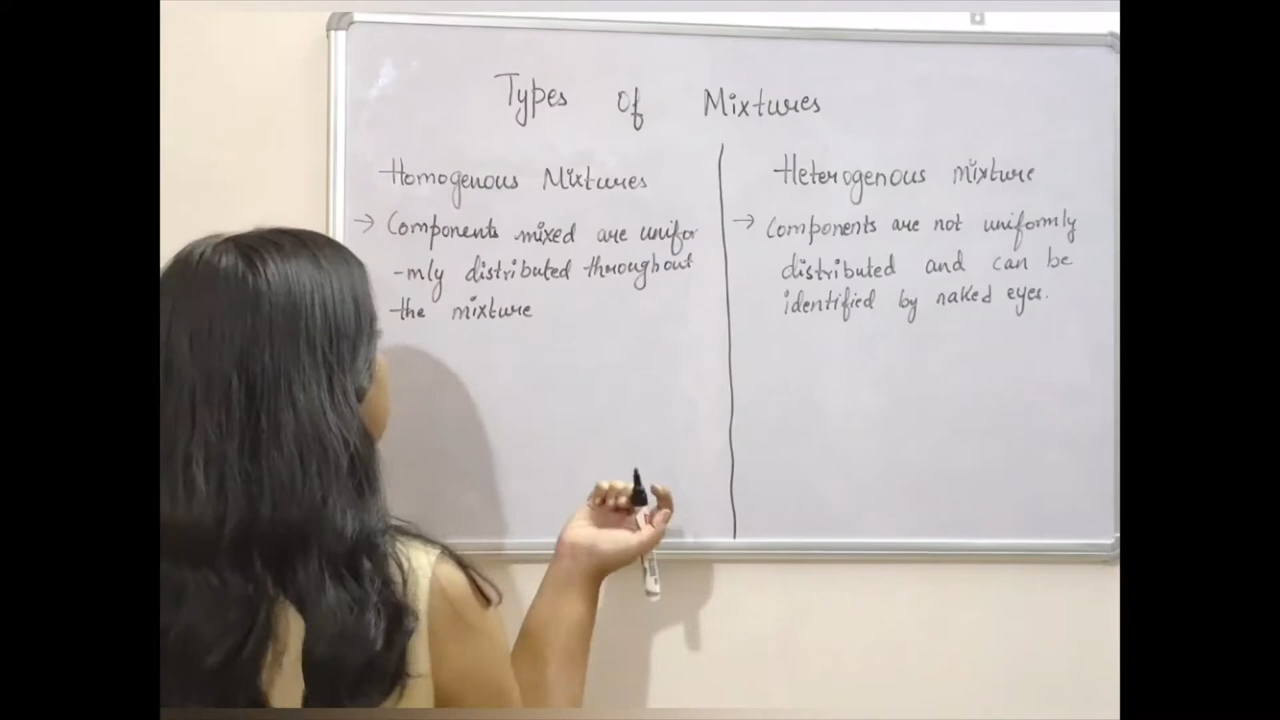 Types of Mixtures
Homogenous Mixtures
→ Components mixed are unifor
-mly distributed throughout
the mixture
Heterogenous mixture
→ Components are not uniformly
distributed and can be
identified by naked eyes.